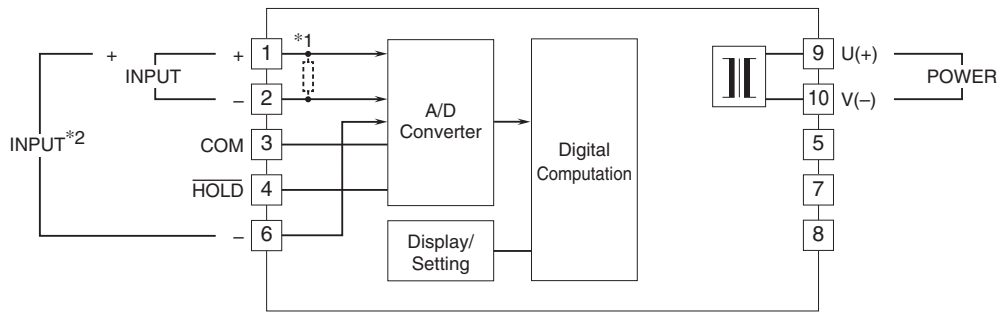 *1
+
+
1
INPUT
−
2
INPUT*2
COM
3
HOLD
4
−
6
A/D
Converter
Digital
Computation
Display/
Setting
9
U(+)
POWER
10
V(−)
5
7
8